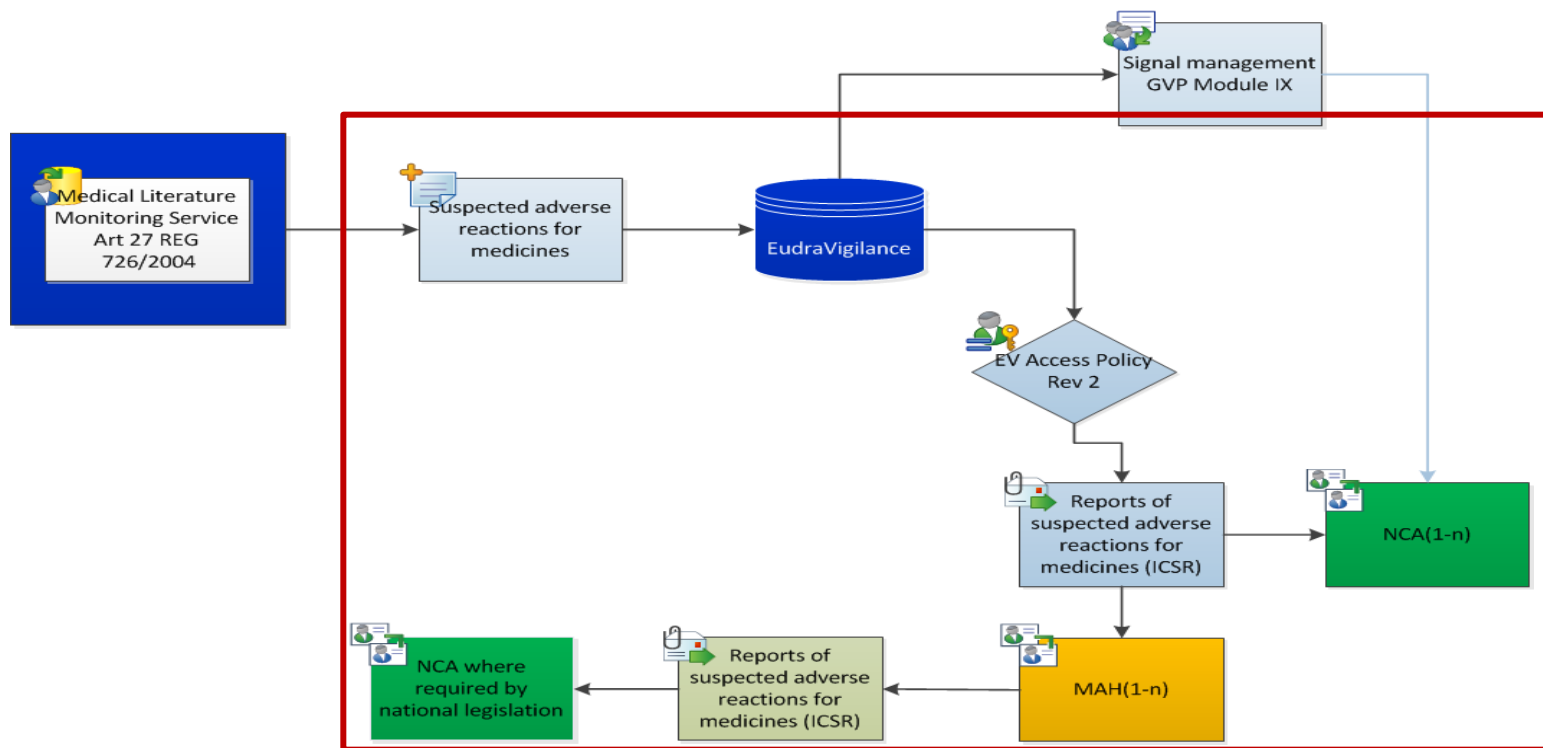 Signal management
GVP Module IX
Medical Literature
Monitoring Service
Art 27 REG
726/2004
Suspected adverse
reactions for
medicines
EudraVigilance
EV Access Policy
Rev 2
Reports of
suspected adverse
reactions for
medicines (ICSR)
NCA(1-n)
NCA where
required by
national legislation
Reports of
suspected adverse
reactions for
medicines (ICSR)
MAH(1-n)